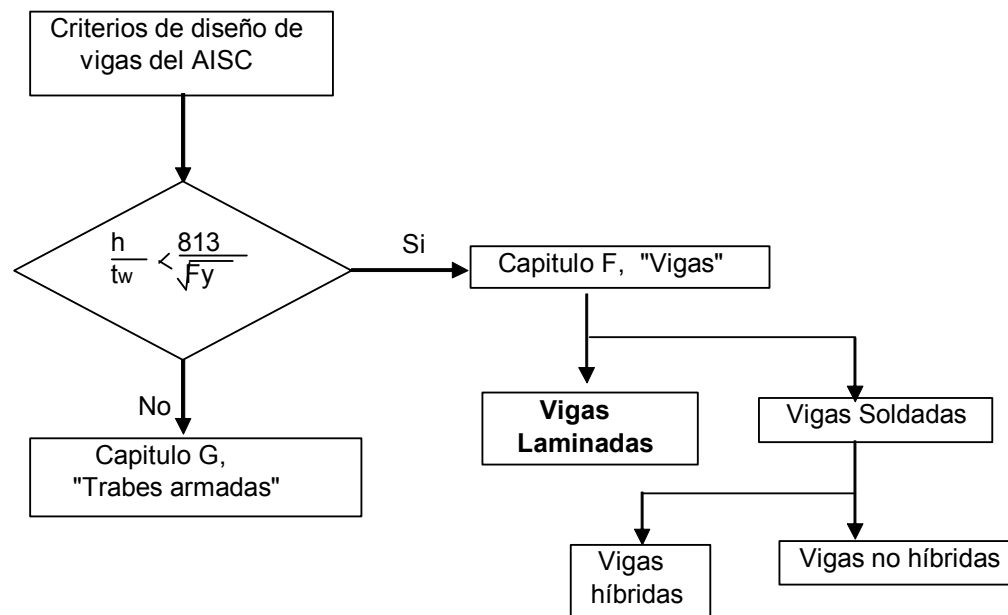 Criterios de diseño de
vigas del AISC
h/tw < 813/√Fy
Si
Capitulo F, "Vigas"
No
Vigas
Laminadas
Vigas Soldadas
Capitulo G,
"Trabes armadas"
Vigas
híbridas
Vigas no híbridas